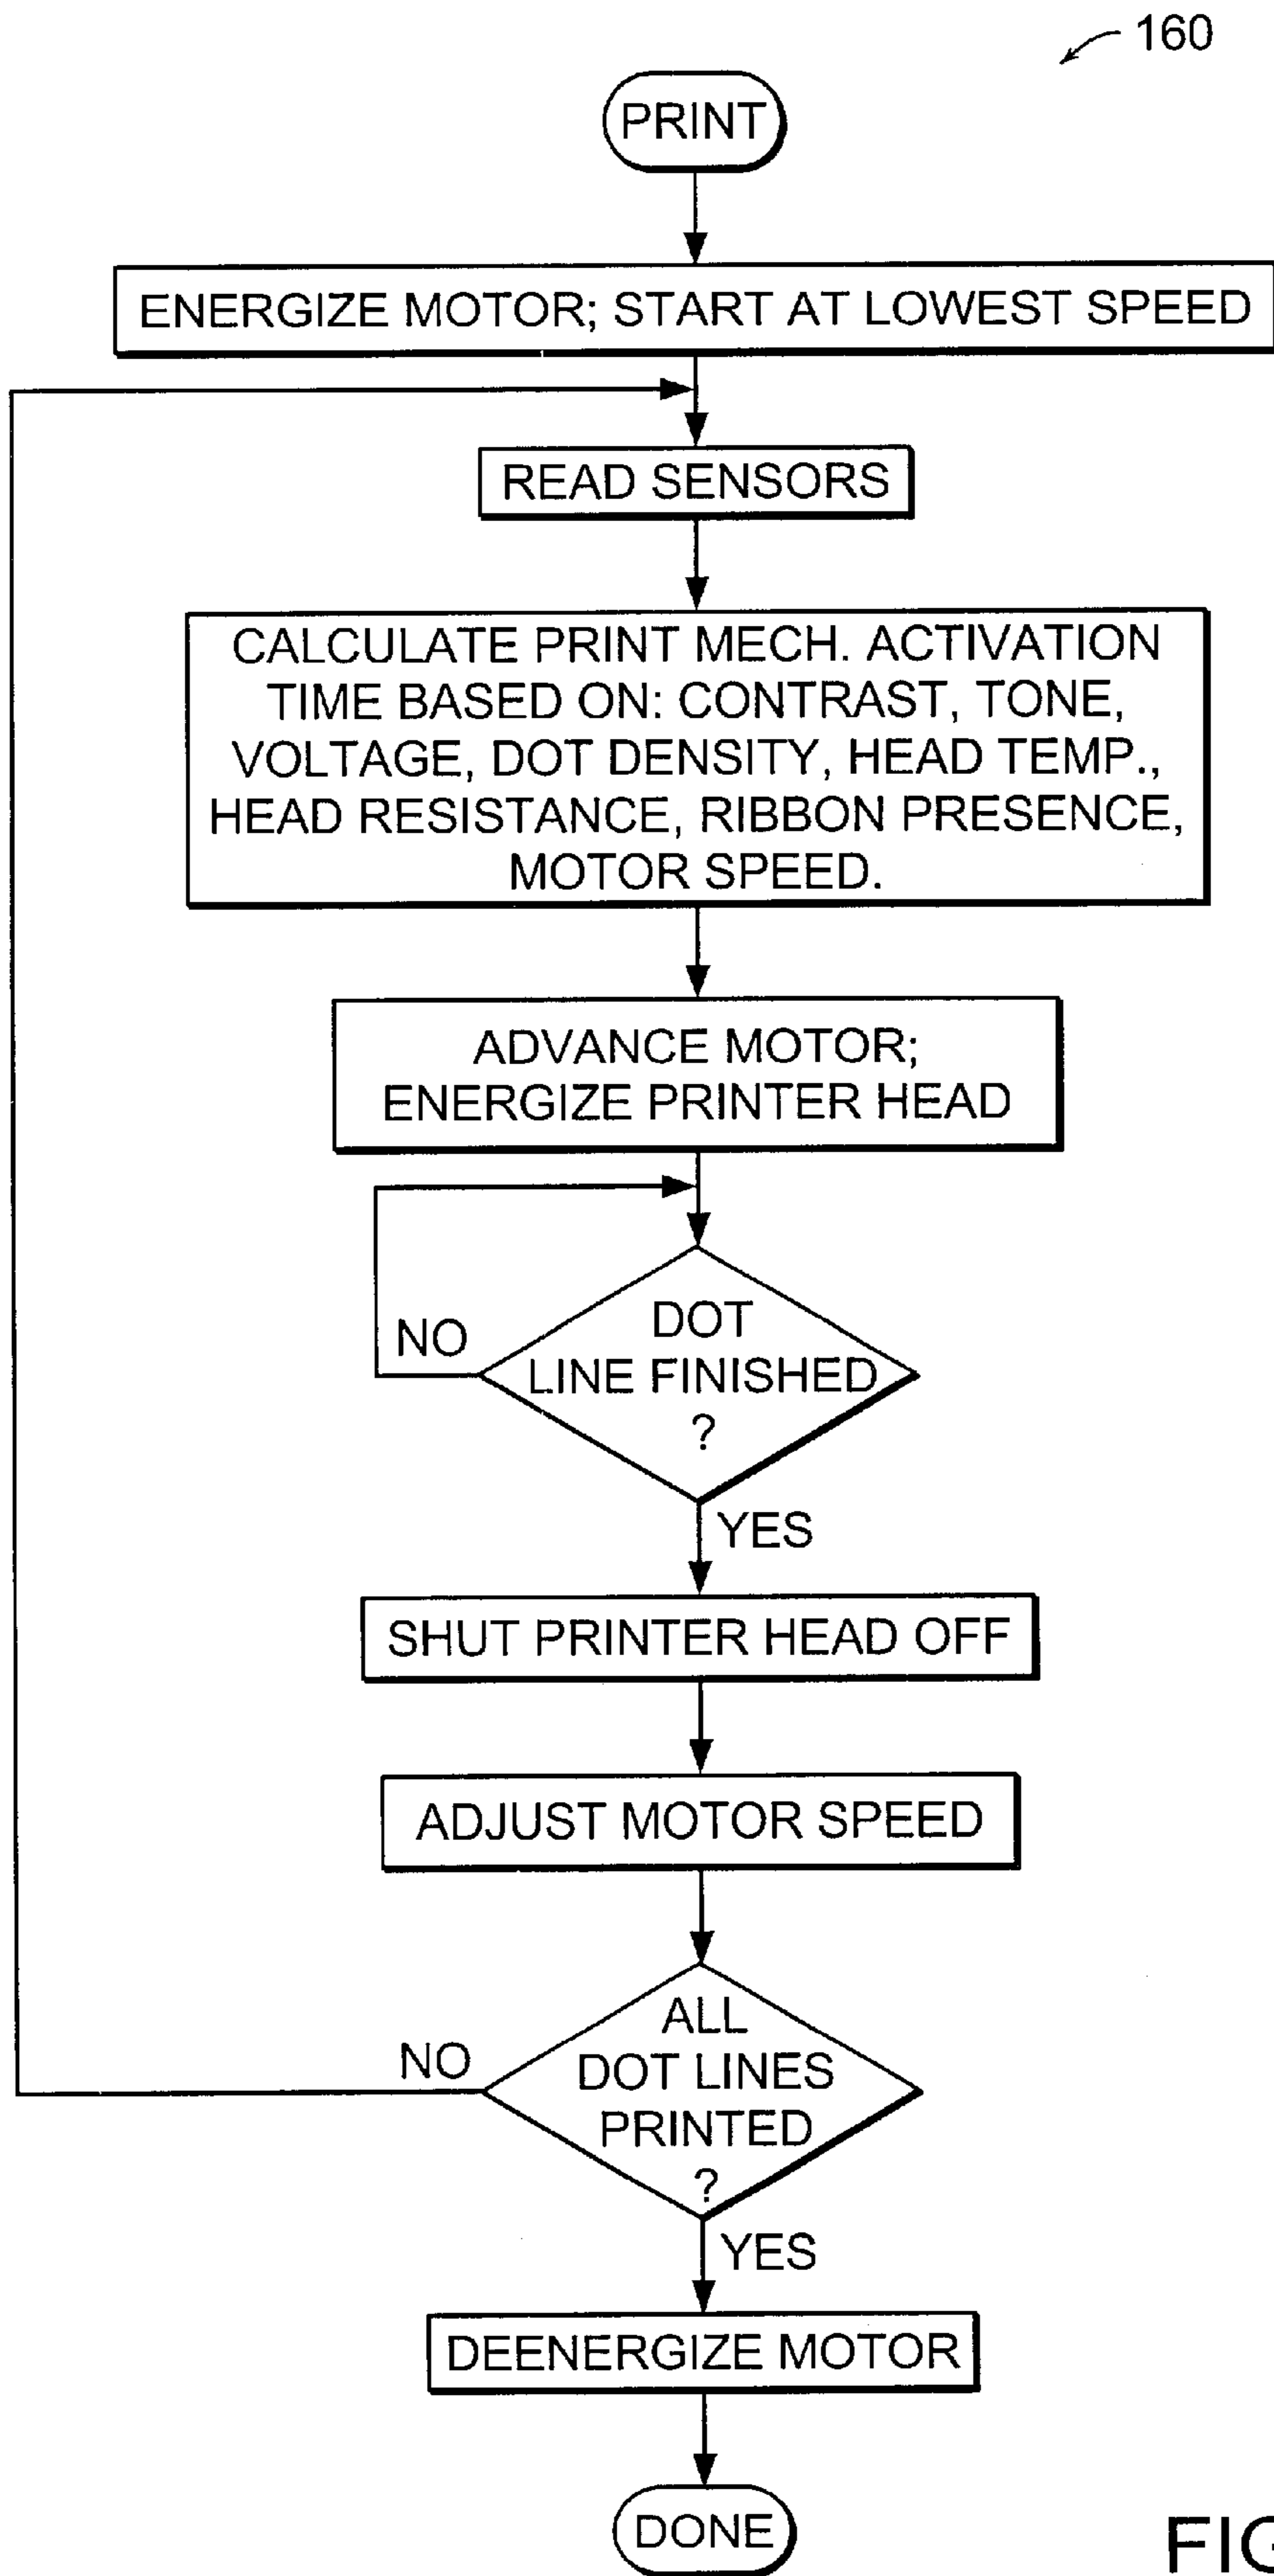 160
PRINT
ENERGIZE MOTOR; START AT LOWEST SPEED
READ SENSORS
CALCULATE PRINT MECH. ACTIVATION
TIME BASED ON: CONTRAST, TONE,
VOLTAGE, DOT DENSITY, HEAD TEMP.,
HEAD RESISTANCE, RIBBON PRESENCE,
MOTOR SPEED.
ADVANCE MOTOR;
ENERGIZE PRINTER HEAD
DOT
NO
LINE FINISHED
?
YES
SHUT PRINTER HEAD OFF
ADJUST MOTOR SPEED
ALL
NO
DOT LINES
PRINTED
?
YES
DEENERGIZE MOTOR
DONE